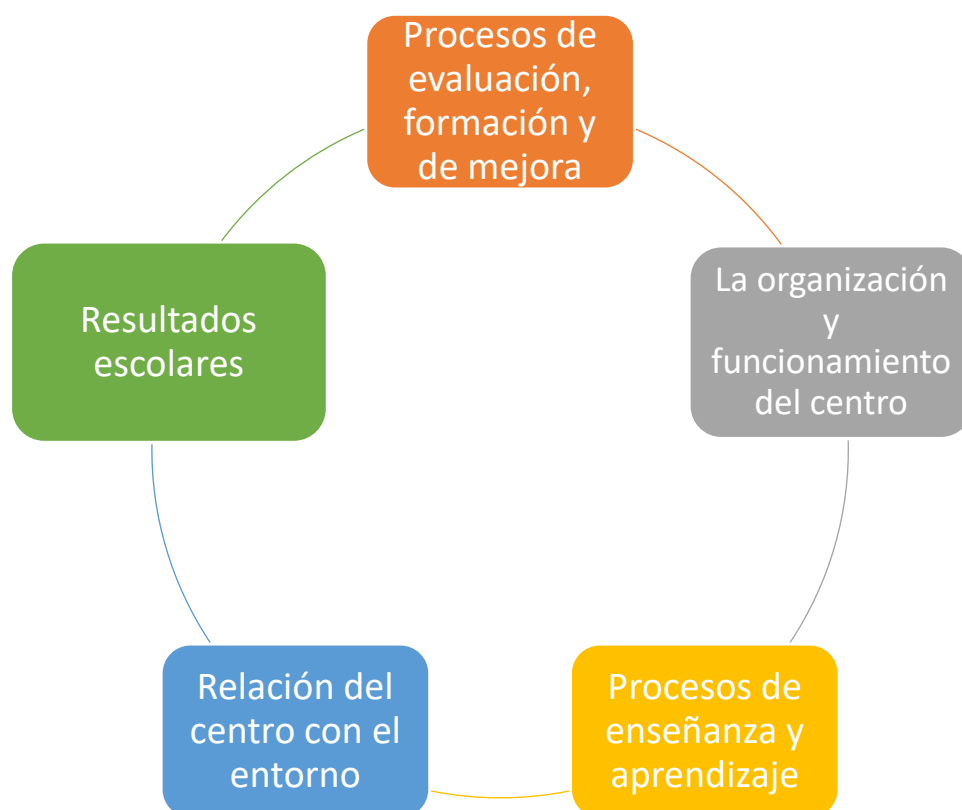 Procesos de
evaluación,
formación y
de mejora
La organización
y
funcionamiento
del centro
Procesos de
enseñanza y
aprendizaje
Relación del
centro con el
entorno
Resultados
escolares